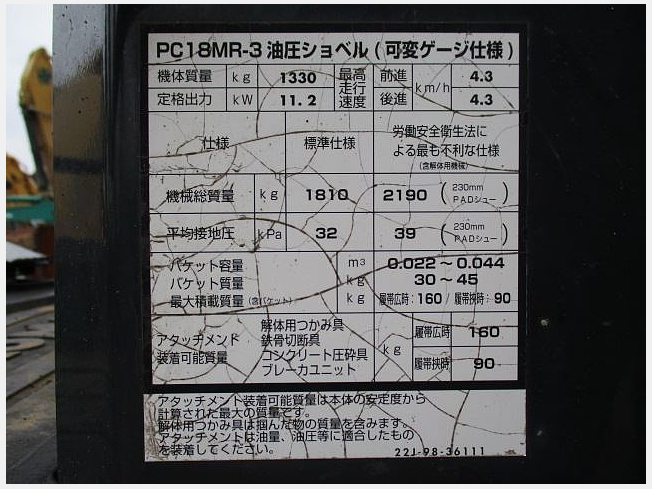 PC18MR-3 油圧ショベル(可変ゲージ仕様)
機体質量 kg 1330 最高走行速度 前進 km/h 4.3
定格出力 kW 11.2 後進 4.3
仕様 標準仕様 労働安全衛生法に
よる最も不利な仕様
(含解体用機械)
機械総質量 kg 1810 2190 (230mm PADシュー)
平均接地圧 kPa 32 39 (230mm PADシュー)
バケット容量 m3 0.022～0.044
バケット質量 kg 30～45
最大積載質量(含バケット) kg 履帯広時:160/履帯狭時:90
アタッチメント
装着可能質量
解体用つかみ具
鉄骨切断具
コンクリート圧砕具
ブレーカユニット
kg
履帯広時 160
履帯狭時 90
アタッチメント装着可能質量は本体の安定度から
計算された最大の質量です。
解体用つかみ具は掴んだ物の質量を含みます。
アタッチメントは油量、油圧等に適合したもの
を装着してください。
22J-98-36111